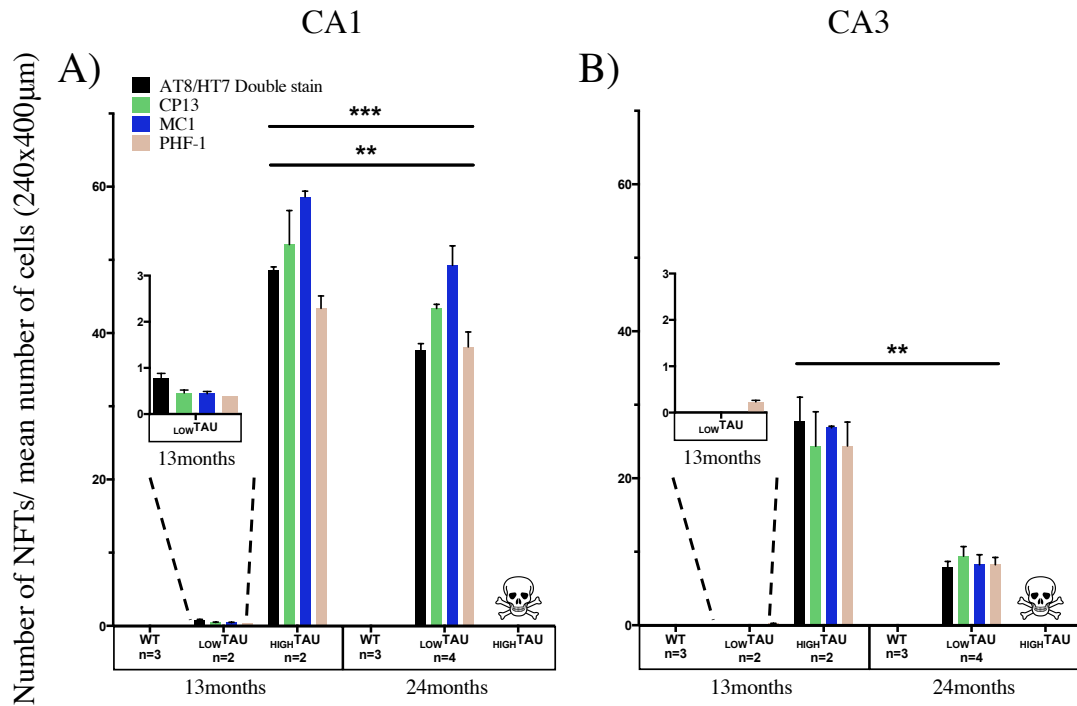 CA1
CA3
Number of NFTs/ mean number of cells (240x400µm)
A)
AT8/HT7 Double stain
CP13
MC1
PHF-1
***
**
60
40
20
0
3
2
1
0
LOWTAU
13months
WT
n=3
LOWTAU
n=2
HIGHTAU
n=2
WT
n=3
LOWTAU
n=4
HIGHTAU
13months
24months
B)
**
60
40
20
0
3
2
1
0
LOWTAU
13months
WT
n=3
LOWTAU
n=2
HIGHTAU
n=2
WT
n=3
LOWTAU
n=4
HIGHTAU
13months
24months